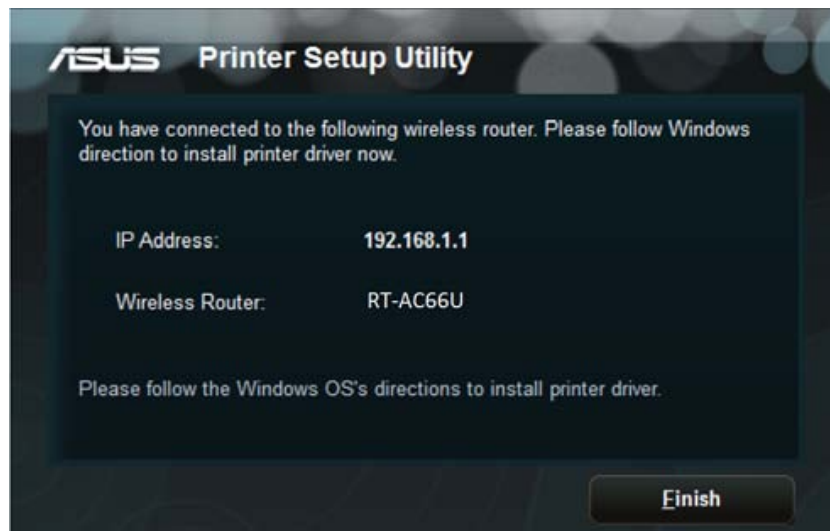 ASUS Printer Setup Utility
You have connected to the following wireless router. Please follow Windows
direction to install printer driver now.
IP Address: 192.168.1.1
Wireless Router: RT-AC66U
Please follow the Windows OS's directions to install printer driver.
Finish